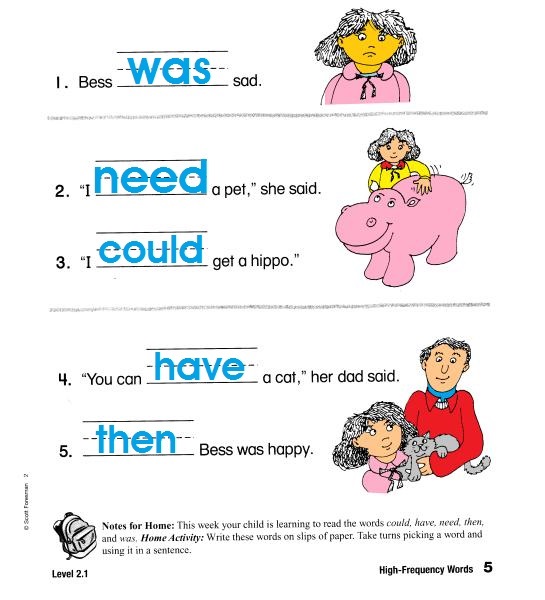 1. Bess was sad.
2. "I need a pet," she said.
3. "I could get a hippo."
4. "You can have a cat," her dad said.
5. then Bess was happy.
© Scott Foresman 2
Notes for Home: This week your child is learning to read the words could, have, need, then,
and was. Home Activity: Write these words on slips of paper. Take turns picking a word and
using it in a sentence.
Level 2.1
High-Frequency Words 5